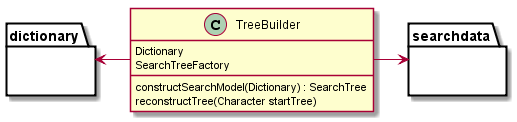 dictionary
C TreeBuilder
Dictionary
SearchTreeFactory
constructSearchModel(Dictionary) : SearchTree
reconstructTree(Character startTree)
searchdata